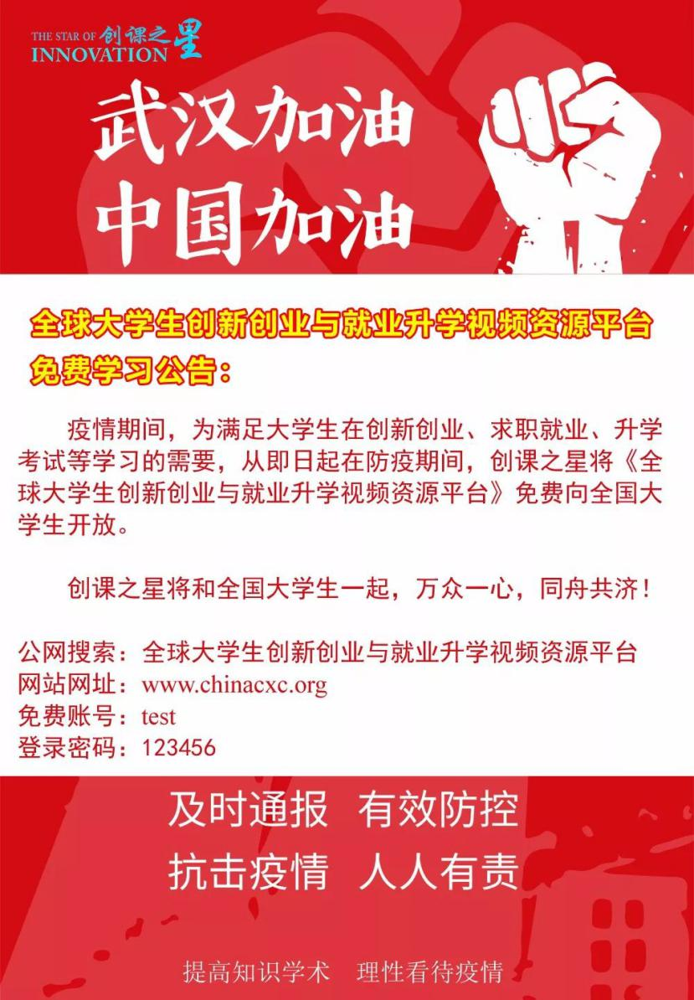 THE STAR OF 创课之星
INNOVATION
武汉加油
中国加油
全球大学生创新创业与就业升学视频资源平台
免费学习公告：
疫情期间，为满足大学生在创新创业、求职就业、升学
考试等学习的需要，从即日起在防疫期间，创课之星将《全
球大学生创新创业与就业升学视频资源平台》免费向全国大
学生开放。
创课之星将和全国大学生一起，万众一心，同舟共济！
公网搜索：全球大学生创新创业与就业升学视频资源平台
网站网址：www.chinacxc.org
免费账号：test
登录密码：123456
及时通报 有效防控
抗击疫情 人人有责
提高知识学术 理性看待疫情